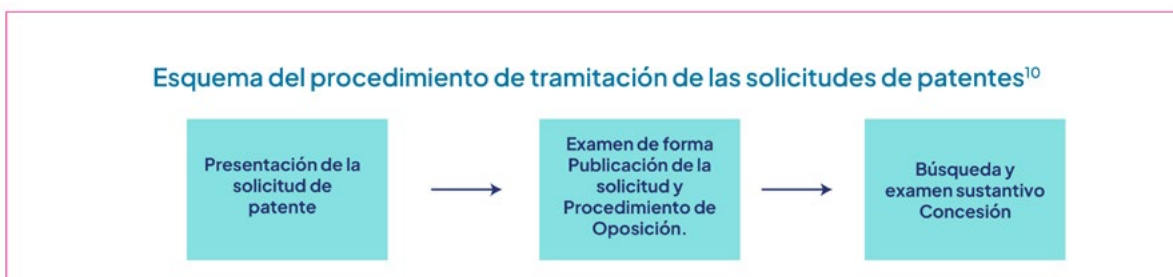 Esquema del procedimiento de tramitación de las solicitudes de patentes¹⁰
Presentación de la
solicitud de
patente
Examen de forma
Publicación de la
solicitud y
Procedimiento de
Oposición.
Búsqueda y
examen sustantivo
Concesión